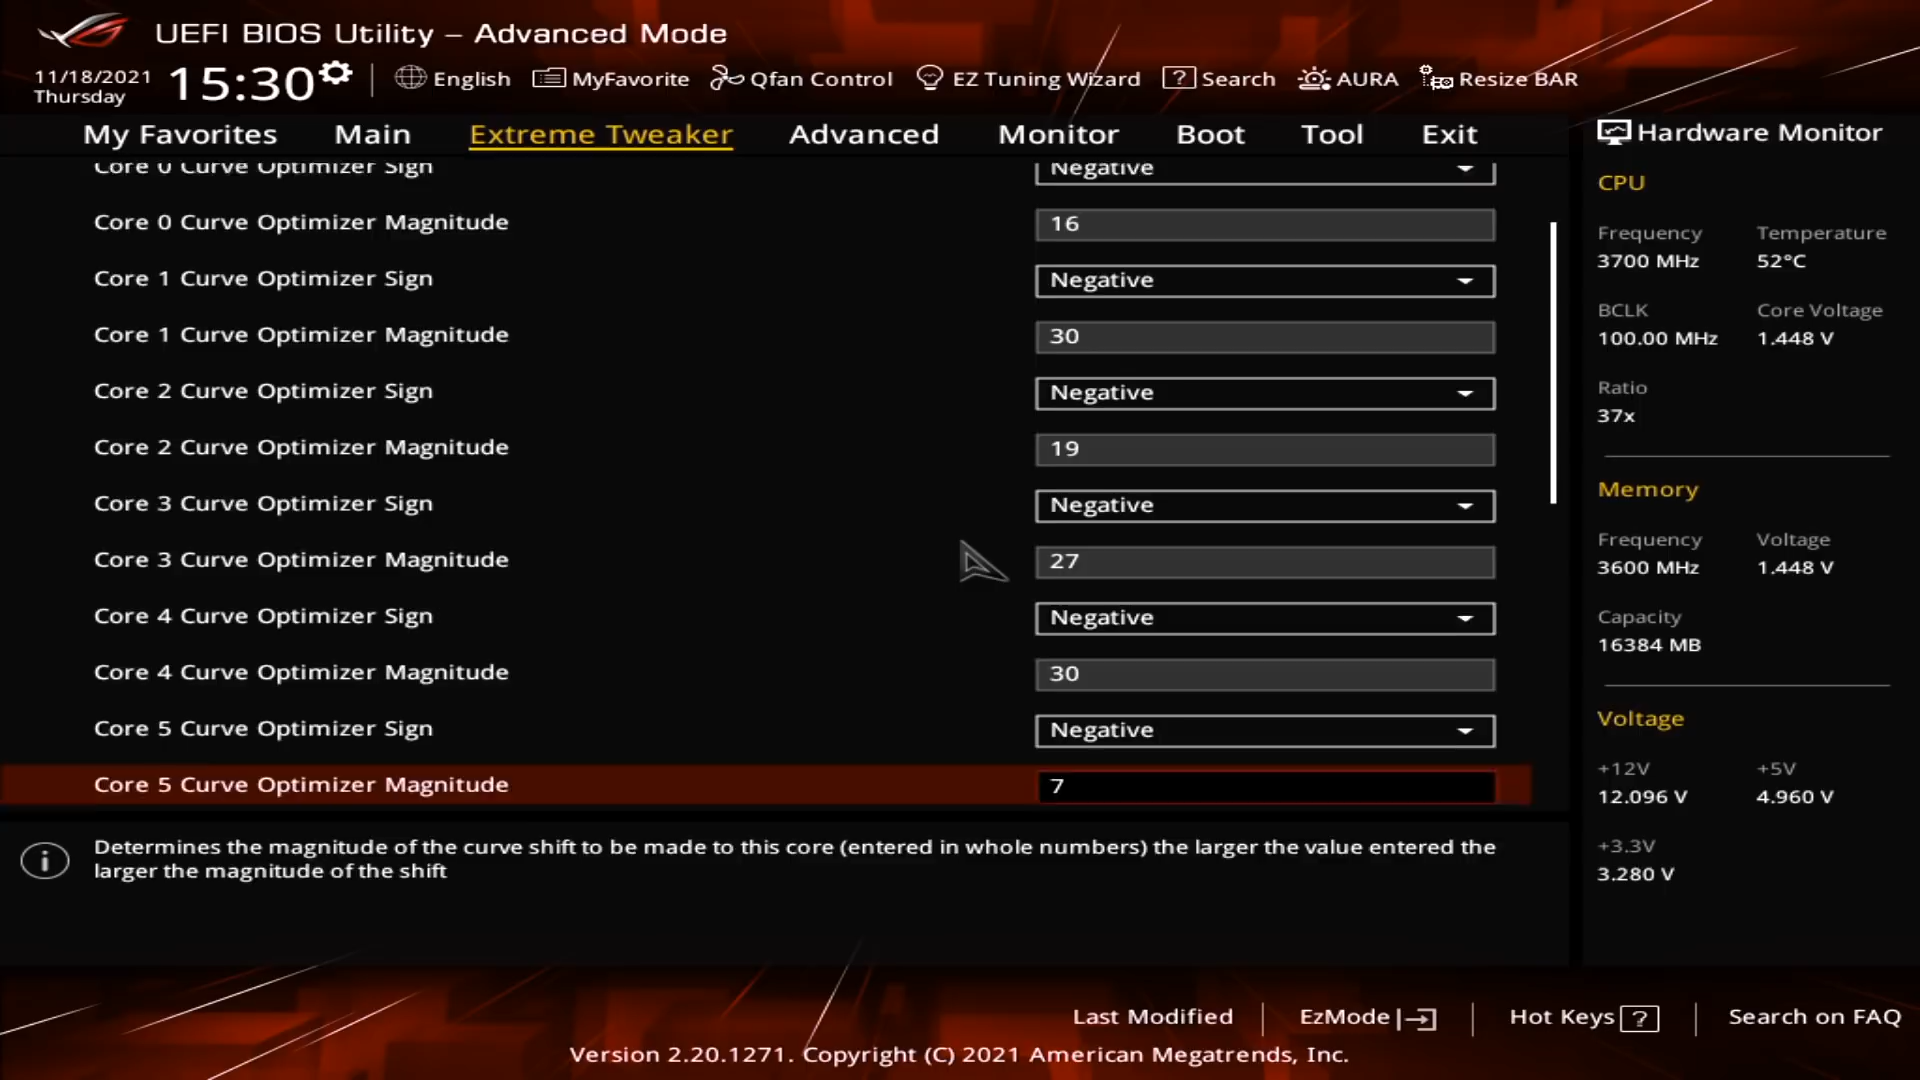 UEFI BIOS Utility – Advanced Mode
11/18/2021
Thursday
15:30
English
MyFavorite
Qfan Control
EZ Tuning Wizard
? Search
AURA
Resize BAR
My Favorites
Main
Extreme Tweaker
Advanced
Monitor
Boot
Tool
Exit
Core 0 Curve Optimizer Sign Negative
Core 0 Curve Optimizer Magnitude 16
Core 1 Curve Optimizer Sign Negative
Core 1 Curve Optimizer Magnitude 30
Core 2 Curve Optimizer Sign Negative
Core 2 Curve Optimizer Magnitude 19
Core 3 Curve Optimizer Sign Negative
Core 3 Curve Optimizer Magnitude 27
Core 4 Curve Optimizer Sign Negative
Core 4 Curve Optimizer Magnitude 30
Core 5 Curve Optimizer Sign Negative
Core 5 Curve Optimizer Magnitude 7
i
Determines the magnitude of the curve shift to be made to this core (entered in whole numbers) the larger the value entered the
larger the magnitude of the shift
Hardware Monitor
CPU
Frequency Temperature
3700 MHz 52°C
BCLK Core Voltage
100.00 MHz 1.448 V
Ratio
37x
Memory
Frequency Voltage
3600 MHz 1.448 V
Capacity
16384 MB
Voltage
+12V +5V
12.096 V 4.960 V
+3.3V
3.280 V
Last Modified
EzMode
Hot Keys ?
Search on FAQ
Version 2.20.1271. Copyright (C) 2021 American Megatrends, Inc.